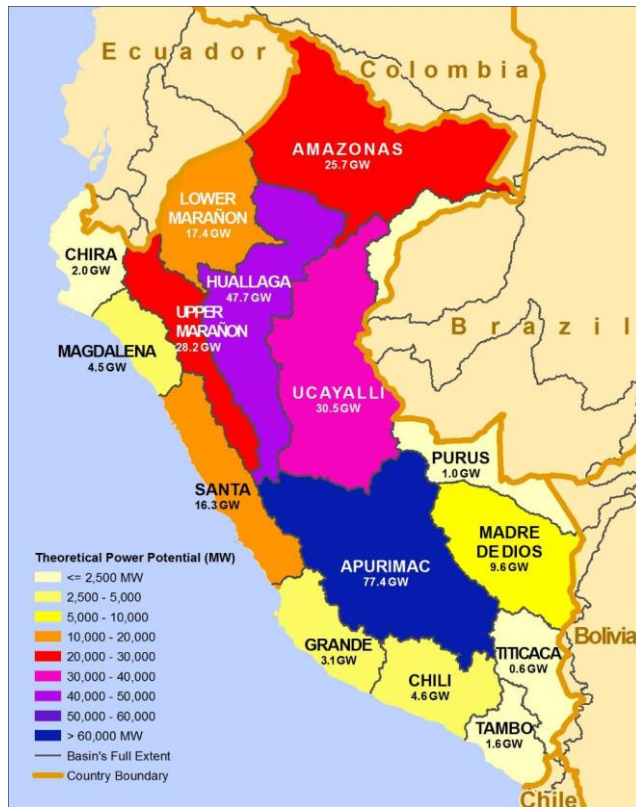 Ecuador
Colombia
AMAZONAS
25.7 GW
LOWER
MARAÑON
17.4 GW
CHIRA
2.0 GW
HUALLAGA
47.7 GW
UPPER
MARAÑON
28.2 GW
Brazil
MAGDALENA
4.5 GW
UCAYALLI
30.5 GW
PURUS
1.0 GW
SANTA
16.3 GW
MADRE
DE DIOS
9.6 GW
APURIMAC
77.4 GW
Bolivia
GRANDE
3.1 GW
TITICACA
0.6 GW
CHILI
4.6 GW
TAMBO
1.6 GW
Chile
Theoretical Power Potential (MW)
<= 2,500 MW
2,500 - 5,000
5,000 - 10,000
10,000 - 20,000
20,000 - 30,000
30,000 - 40,000
40,000 - 50,000
50,000 - 60,000
> 60,000 MW
Basin's Full Extent
Country Boundary